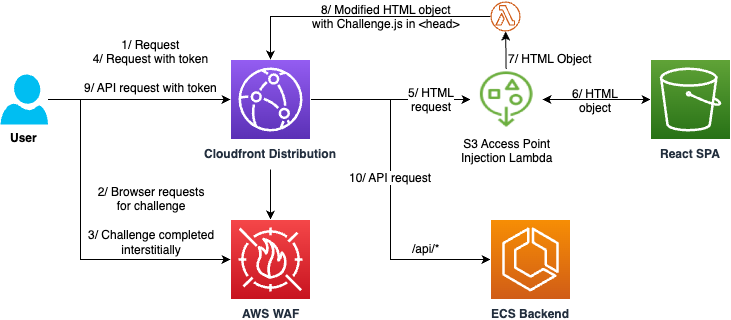 8/ Modified HTML object
with Challenge.js in <head>
1/ Request
4/ Request with token
9/ API request with token
7/ HTML Object
5/ HTML
request
6/ HTML
object
User
Cloudfront Distribution
S3 Access Point
Injection Lambda
React SPA
10/ API request
2/ Browser requests
for challenge
3/ Challenge completed
interstitially
/api/*
AWS WAF
ECS Backend